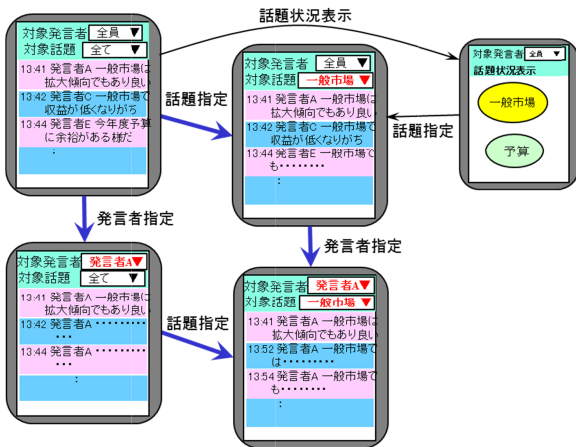 対象発言者 全員 ▼
対象話題 全て ▼
13:41 発言者A 一般市場は
拡大傾向でもあり良い
13:42 発言者C 一般市場で
収益が低くなりがち
13:44 発言者E 今年度予算
に余裕がある様だ
:
話題状況表示
話題指定
対象発言者 全員 ▼
対象話題 一般市場 ▼
13:41 発言者A 一般市場は
拡大傾向でもあり良い
13:42 発言者C 一般市場で
収益が低くなりがち
13:44 発言者E 一般市場で
も・・・・・・・・
:
話題指定
対象発言者 全員 ▼
話題状況表示
一般市場
予算
発言者指定
発言者指定
対象発言者 発言者A▼
対象話題 全て ▼
13:41 発言者A 一般市場は
拡大傾向でもあり良い
13:42 発言者A ・・・・・・・・・
・・・
13:44 発言者A ・・・・・・・・・
・・・
:
話題指定
対象発言者 発言者A▼
対象話題 一般市場 ▼
13:41 発言者A 一般市場は
拡大傾向でもあり良い
13:52 発言者A 一般市場で
は・・・・・・・・・
13:54 発言者A 一般市場で
も・・・・・・・・
: